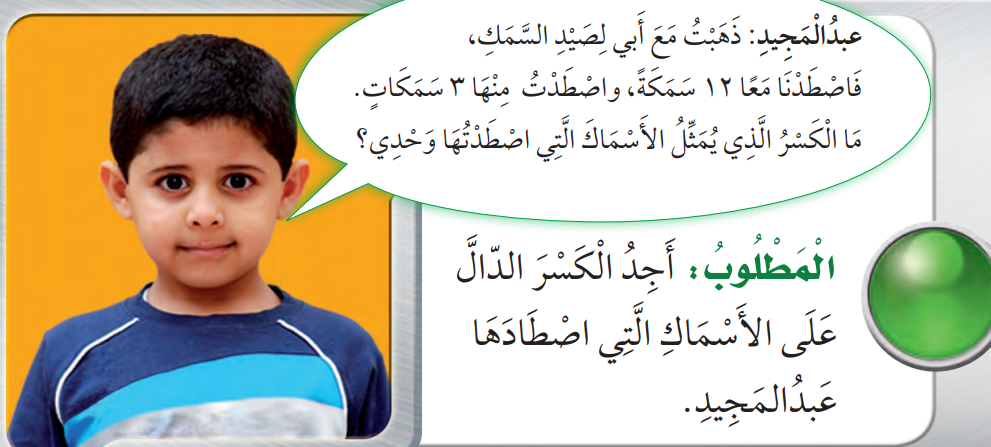 عبدُالْمَجِيدِ: ذَهَبْتُ مَعَ أَبي لِصَيْدِ السَّمَكِ،
فَاصْطَدْنَا مَعًا ١٢ سَمَكَةً، واصْطَدْتُ مِنْهَا ٣ سَمَكَاتٍ.
مَا الْكَسْرُ الَّذِي يُمَثِّلُ الأَسْمَاكَ الَّتِي اصْطَدْتُهَا وَحْدِي؟
الْمَطْلُوبُ: أَجِدُ الْكَسْرَ الدّالَّ
عَلَى الأَسْمَاكِ الَّتِي اصْطَادَهَا
عَبدُالمَجِيدِ.